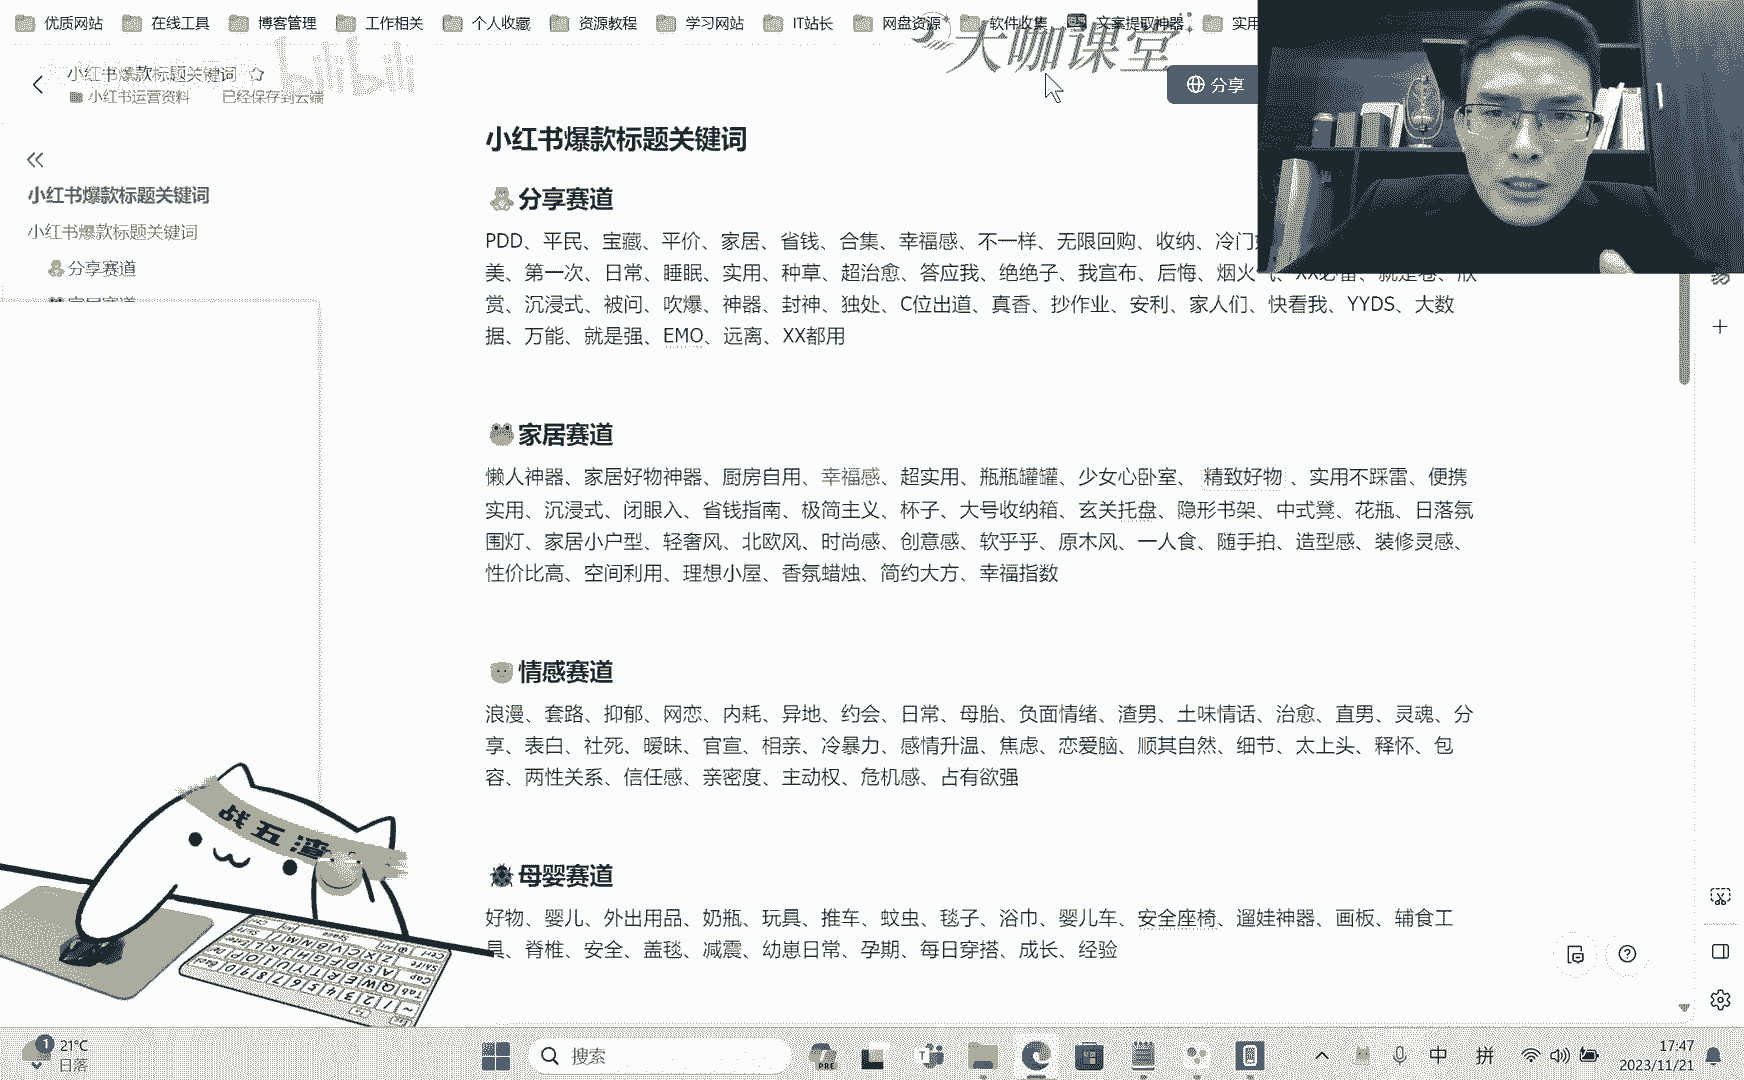 优质网站 在线工具 博客管理 工作相关 个人收藏 资源教程 学习网站 IT站长 网盘资源 软件收集 文案提取神器 实用
大咖课堂
bilibili
小红书爆款标题关键词
小红书运营资料 已经保存到云端
分享
小红书爆款标题关键词
小红书爆款标题关键词
分享赛道
家居赛道
小红书爆款标题关键词
分享赛道
PDD、平民、宝藏、平价、家居、省钱、合集、幸福感、不一样、无限回购、收纳、冷门
美、第一次、日常、睡眠、实用、种草、超治愈、答应我、绝绝子、我宣布、后悔、烟火气、XX必备、就是卷、欣
赏、沉浸式、被问、吹爆、神器、封神、独处、C位出道、真香、抄作业、安利、家人们、快看我、YYDS、大数
据、万能、就是强、EMO、远离、XX都用
家居赛道
懒人神器、家居好物神器、厨房自用、幸福感、超实用、瓶瓶罐罐、少女心卧室、 精致好物 、实用不踩雷、便携
实用、沉浸式、闭眼入、省钱指南、极简主义、杯子、大号收纳箱、玄关托盘、隐形书架、中式凳、花瓶、日落氛
围灯、家居小户型、轻奢风、北欧风、时尚感、创意感、软乎乎、原木风、一人食、随手拍、造型感、装修灵感、
性价比高、空间利用、理想小屋、香氛蜡烛、简约大方、幸福指数
情感赛道
浪漫、套路、抑郁、网恋、内耗、异地、约会、日常、母胎、负面情绪、渣男、土味情话、治愈、直男、灵魂、分
享、表白、社死、暧昧、官宣、相亲、冷暴力、感情升温、焦虑、恋爱脑、顺其自然、细节、太上头、释怀、包
容、两性关系、信任感、亲密度、主动权、危机感、占有欲强
母婴赛道
好物、婴儿、外出用品、奶瓶、玩具、推车、蚊虫、毯子、浴巾、婴儿车、安全座椅、遛娃神器、画板、辅食工
具、脊椎、安全、盖毯、减震、幼崽日常、孕期、每日穿搭、成长、经验
战五渣
1 21°C
日落
搜索
PRE
中 拼
17:47
2023/11/21